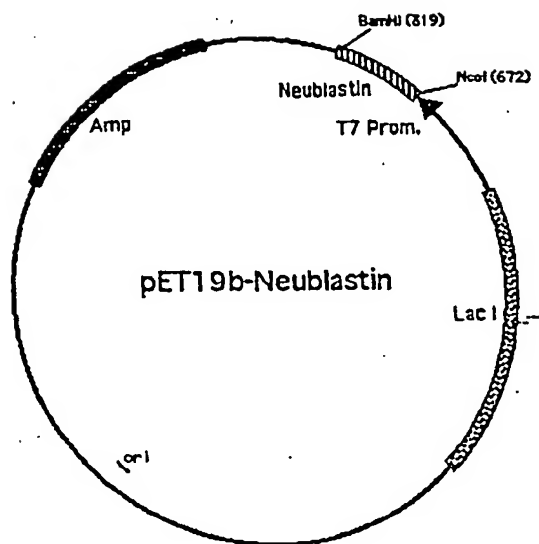 BamHI (319)
NcoI (672)
Neublastin
Amp
T7 Prom.
pET19b-Neublastin
Lac I
ori